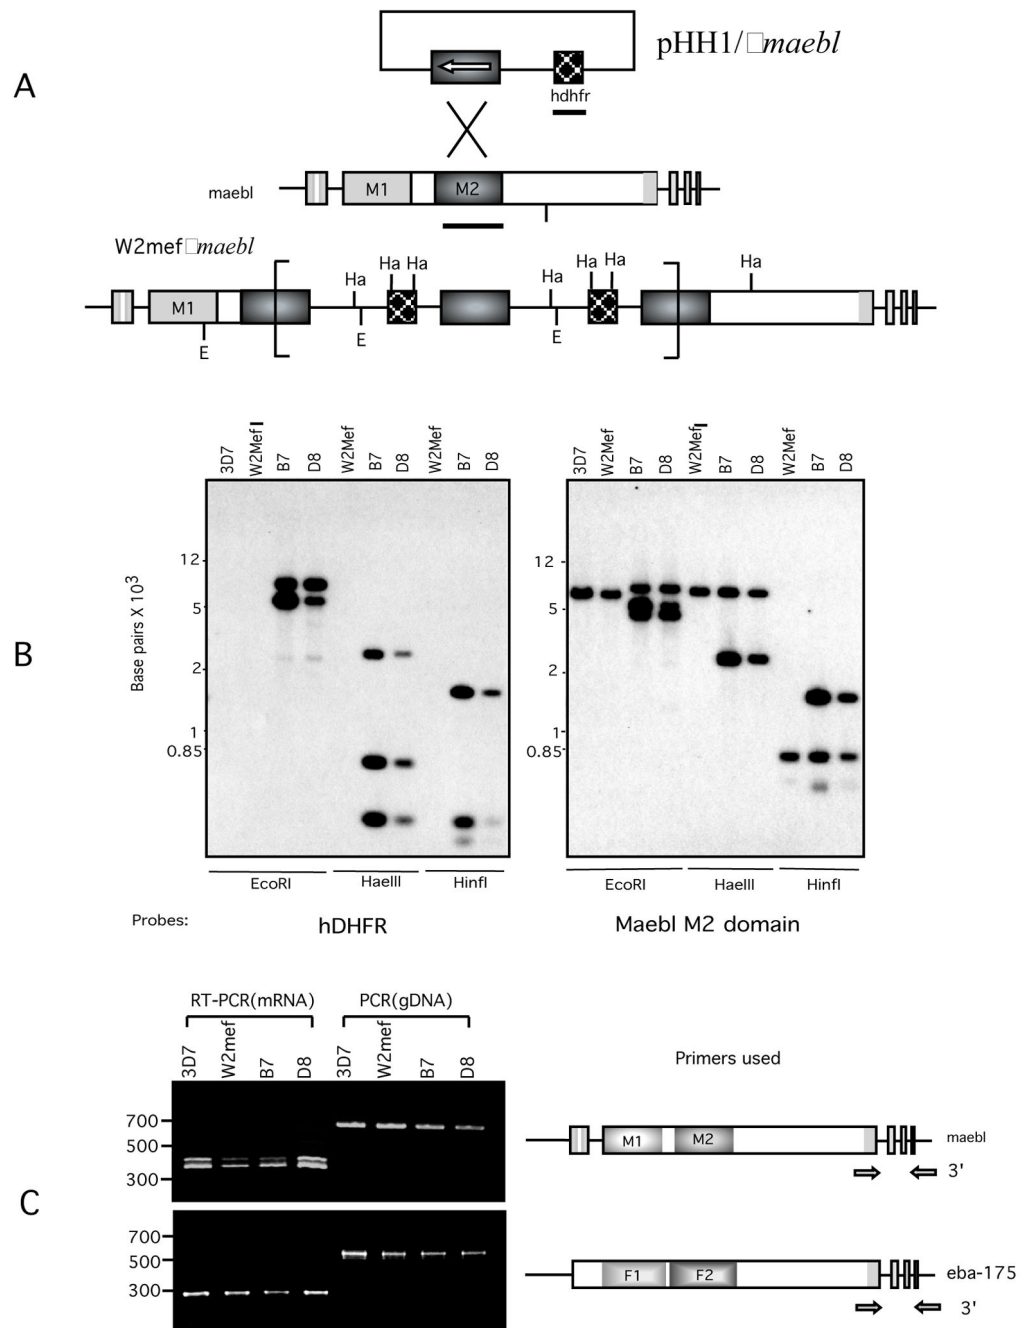 A
pHH1/□maebl
hdhfr
maebl
M1
M2
W2mef□maebl
Ha
Ha
Ha
Ha
Ha
Ha
Ha
M1
E
E
E
B
3D7
W2Mef
B7
D8
W2Mef
B7
D8
W2Mef
B7
D8
3D7
W2Mef
B7
D8
W2Mef
B7
D8
W2Mef
B7
D8
Base pairs X 10³
12
5
2
1
0.85
12
5
2
1
0.85
EcoRI
HaeIII
HinfI
EcoRI
HaeIII
HinfI
Probes:
hDHFR
Maebl M2 domain
C
RT-PCR(mRNA)
PCR(gDNA)
3D7
W2mef
B7
D8
3D7
W2mef
B7
D8
Primers used
700
500
300
M1
M2
maebl
3'
700
500
300
F1
F2
eba-175
3'